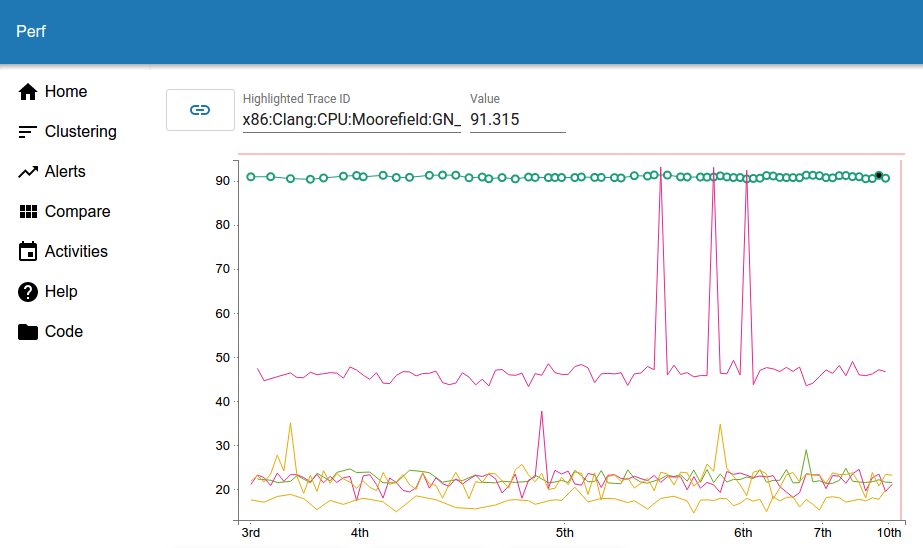 Perf
Home
Clustering
Alerts
Compare
Activities
Help
Code
Highlighted Trace ID
x86:Clang:CPU:Moorefield:GN_
Value
91.315
90
80
70
60
50
40
30
20
3rd
4th
5th
6th
7th
10th